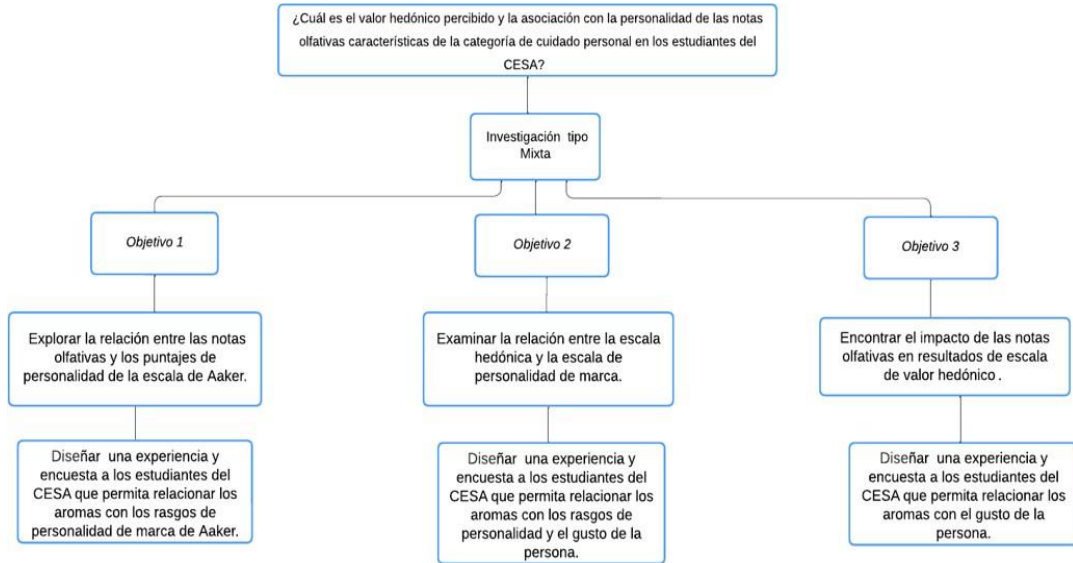 ¿Cuál es el valor hedónico percibido y la asociación con la personalidad de las notas
olfativas características de la categoría de cuidado personal en los estudiantes del
CESA?
Investigación tipo
Mixta
Objetivo 1
Explorar la relación entre las notas
olfativas y los puntajes de
personalidad de la escala de Aaker.
Diseñar una experiencia y
encuesta a los estudiantes del
CESA que permita relacionar los
aromas con los rasgos de
personalidad de marca de Aaker.
Objetivo 2
Examinar la relación entre la escala
hedónica y la escala de
personalidad de marca.
Diseñar una experiencia y
encuesta a los estudiantes del
CESA que permita relacionar los
aromas con los rasgos de
personalidad y el gusto de la
persona.
Objetivo 3
Encontrar el impacto de las notas
olfativas en resultados de escala
de valor hedónico .
Diseñar una experiencia y
encuesta a los estudiantes del
CESA que permita relacionar los
aromas con el gusto de la
persona.